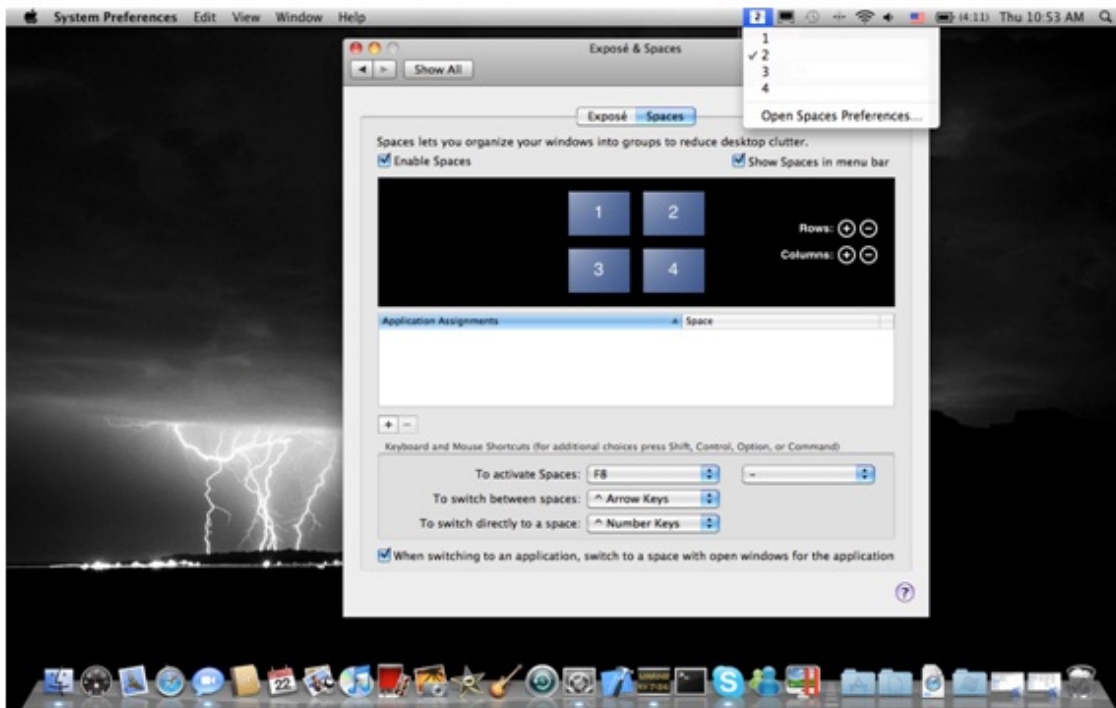 System Preferences Edit View Window Help
2 (4:11) Thu 10:53 AM
1
✓ 2
3
4
Open Spaces Preferences...
Exposé & Spaces
Show All
Exposé Spaces
Spaces lets you organize your windows into groups to reduce desktop clutter.
Enable Spaces Show Spaces in menu bar
1 2
3 4
Rows:
Columns:
Application Assignments Space
+ -
Keyboard and Mouse Shortcuts (for additional choices press Shift, Control, Option, or Command)
To activate Spaces: F8 -
To switch between spaces: ^ Arrow Keys
To switch directly to a space: ^ Number Keys
When switching to an application, switch to a space with open windows for the application
?
22